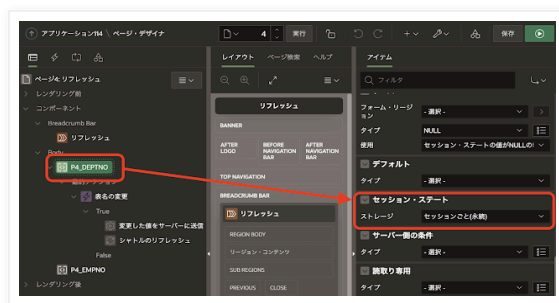 アプリケーション114 \ ページ・デザイナ
4
実行
保存
レイアウト
ページ検索
ヘルプ
アイテム
フィルタ
ページ4: リフレッシュ
レンダリング前
コンポーネント
Breadcrumb Bar
リフレッシュ
Body
P4_DEPTNO
表名の変更
True
変更した値をサーバーに送信
シャトルのリフレッシュ
False
P4_EMPNO
レンダリング後
リフレッシュ
BANNER
AFTER LOGO
BEFORE NAVIGATION BAR
AFTER NAVIGATION BAR
TOP NAVIGATION
BREADCRUMB BAR
リフレッシュ
REGION BODY
リージョン・コンテンツ
SUB REGIONS
PREVIOUS
CLOSE
フォーム・リージョン
- 選択 -
タイプ
NULL
使用
セッション・ステートの値がNULLの
デフォルト
タイプ
- 選択 -
セッション・ステート
ストレージ
セッションごと(永続)
サーバー側の条件
タイプ
- 選択 -
読取り専用
タイプ
- 選択 -